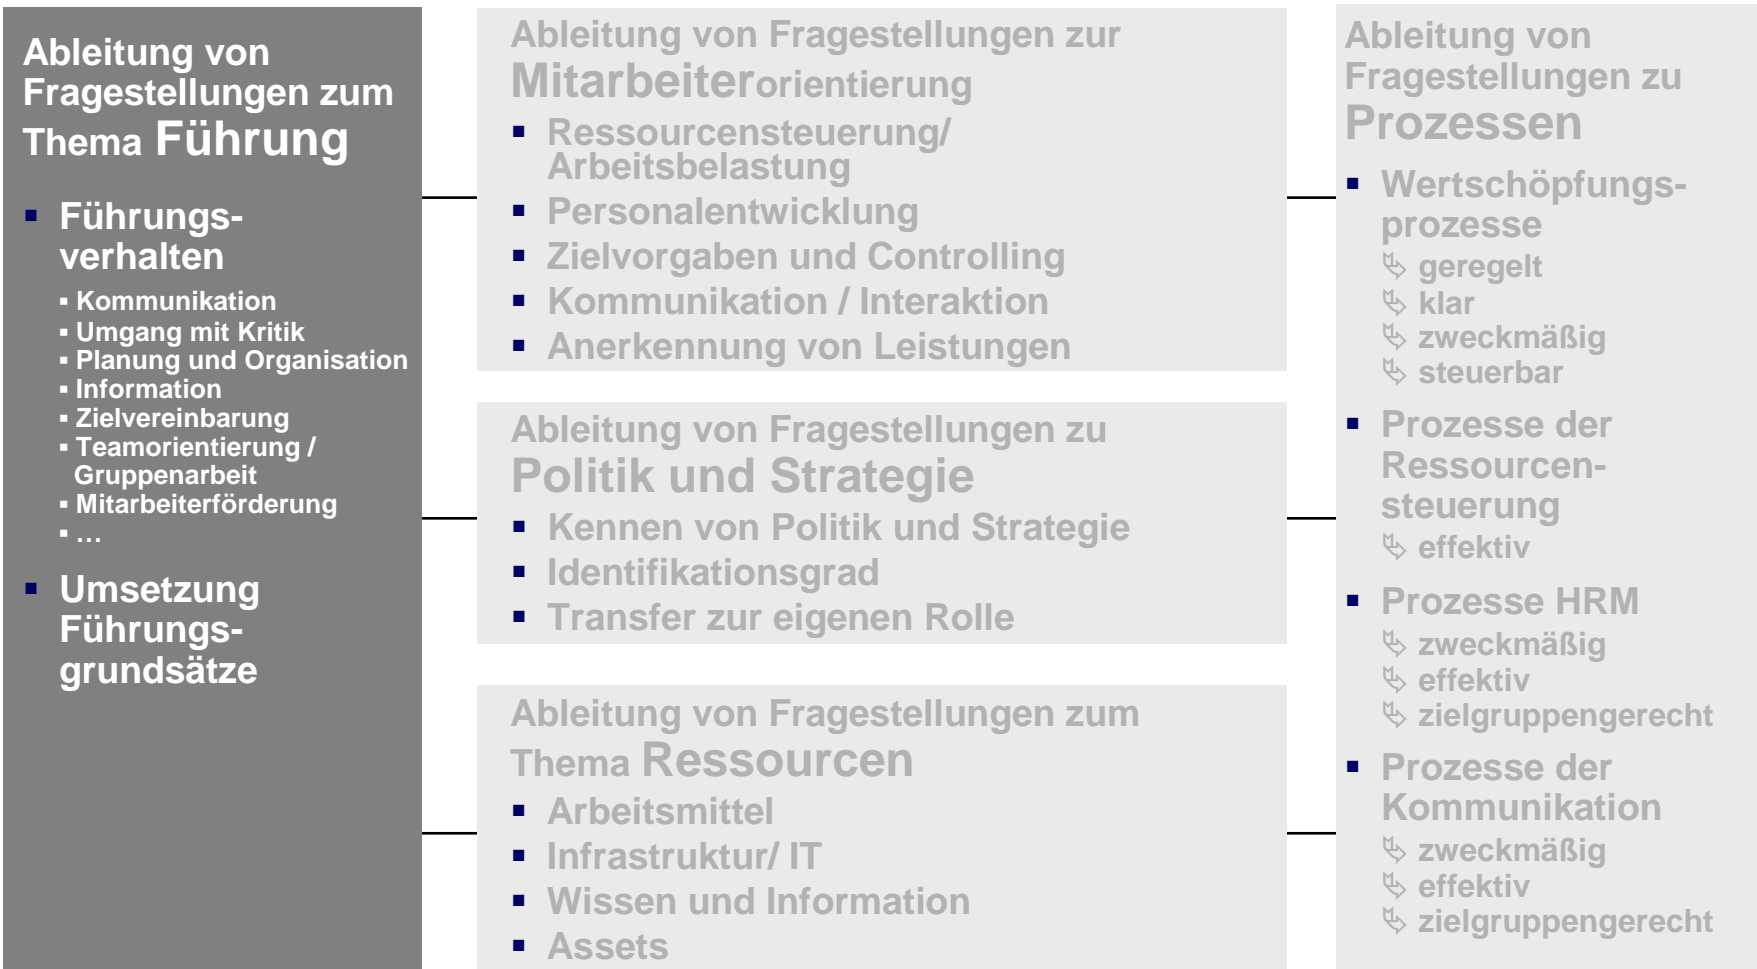 Ableitung von
Fragestellungen zum
Thema Führung
▪ Führungs-
verhalten
▪ Kommunikation
▪ Umgang mit Kritik
▪ Planung und Organisation
▪ Information
▪ Zielvereinbarung
▪ Teamorientierung /
Gruppenarbeit
▪ Mitarbeiterförderung
▪ …
▪ Umsetzung
Führungs-
grundsätze
Ableitung von Fragestellungen zur
Mitarbeiterorientierung
▪ Ressourcensteuerung/
Arbeitsbelastung
▪ Personalentwicklung
▪ Zielvorgaben und Controlling
▪ Kommunikation / Interaktion
▪ Anerkennung von Leistungen
Ableitung von Fragestellungen zu
Politik und Strategie
▪ Kennen von Politik und Strategie
▪ Identifikationsgrad
▪ Transfer zur eigenen Rolle
Ableitung von Fragestellungen zum
Thema Ressourcen
▪ Arbeitsmittel
▪ Infrastruktur/ IT
▪ Wissen und Information
▪ Assets
Ableitung von
Fragestellungen zu
Prozessen
▪ Wertschöpfungs-
prozesse
↳ geregelt
↳ klar
↳ zweckmäßig
↳ steuerbar
▪ Prozesse der
Ressourcen-
steuerung
↳ effektiv
▪ Prozesse HRM
↳ zweckmäßig
↳ effektiv
↳ zielgruppengerecht
▪ Prozesse der
Kommunikation
↳ zweckmäßig
↳ effektiv
↳ zielgruppengerecht